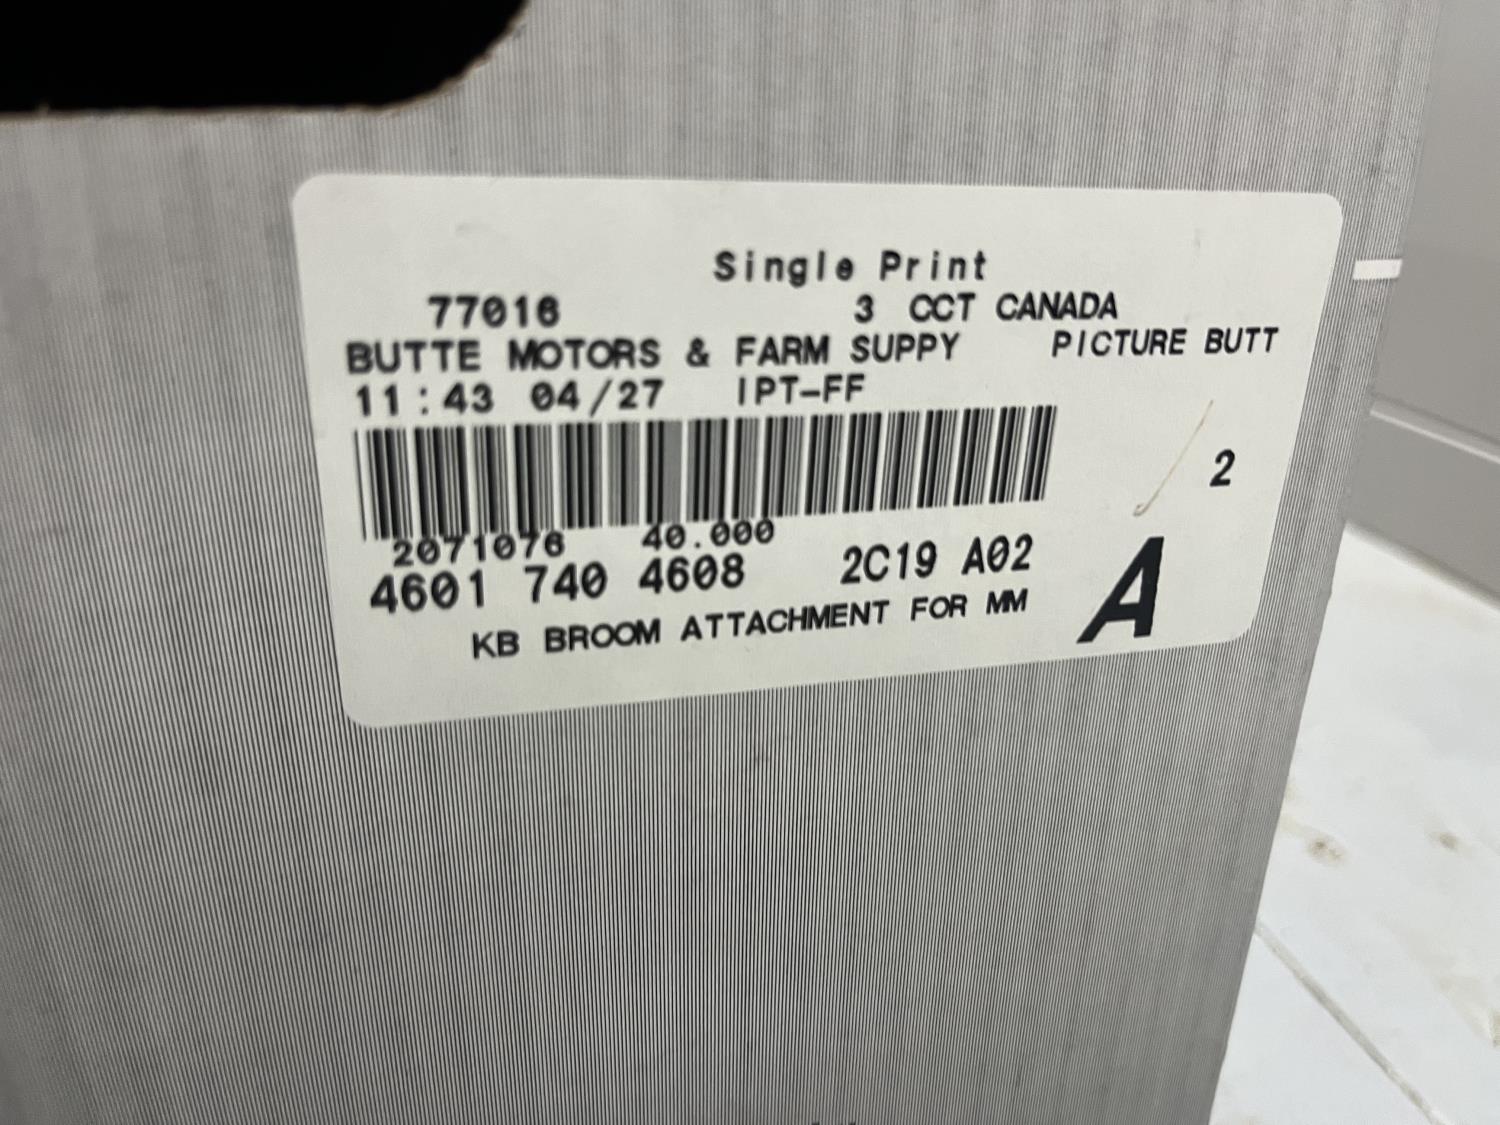 Single Print
77016 3 CCT CANADA
BUTTE MOTORS & FARM SUPPY PICTURE BUTT
11:43 04/27 IPT-FF
2
2071076 40.000
4601 740 4608 2C19 A02
A
KB BROOM ATTACHMENT FOR MM